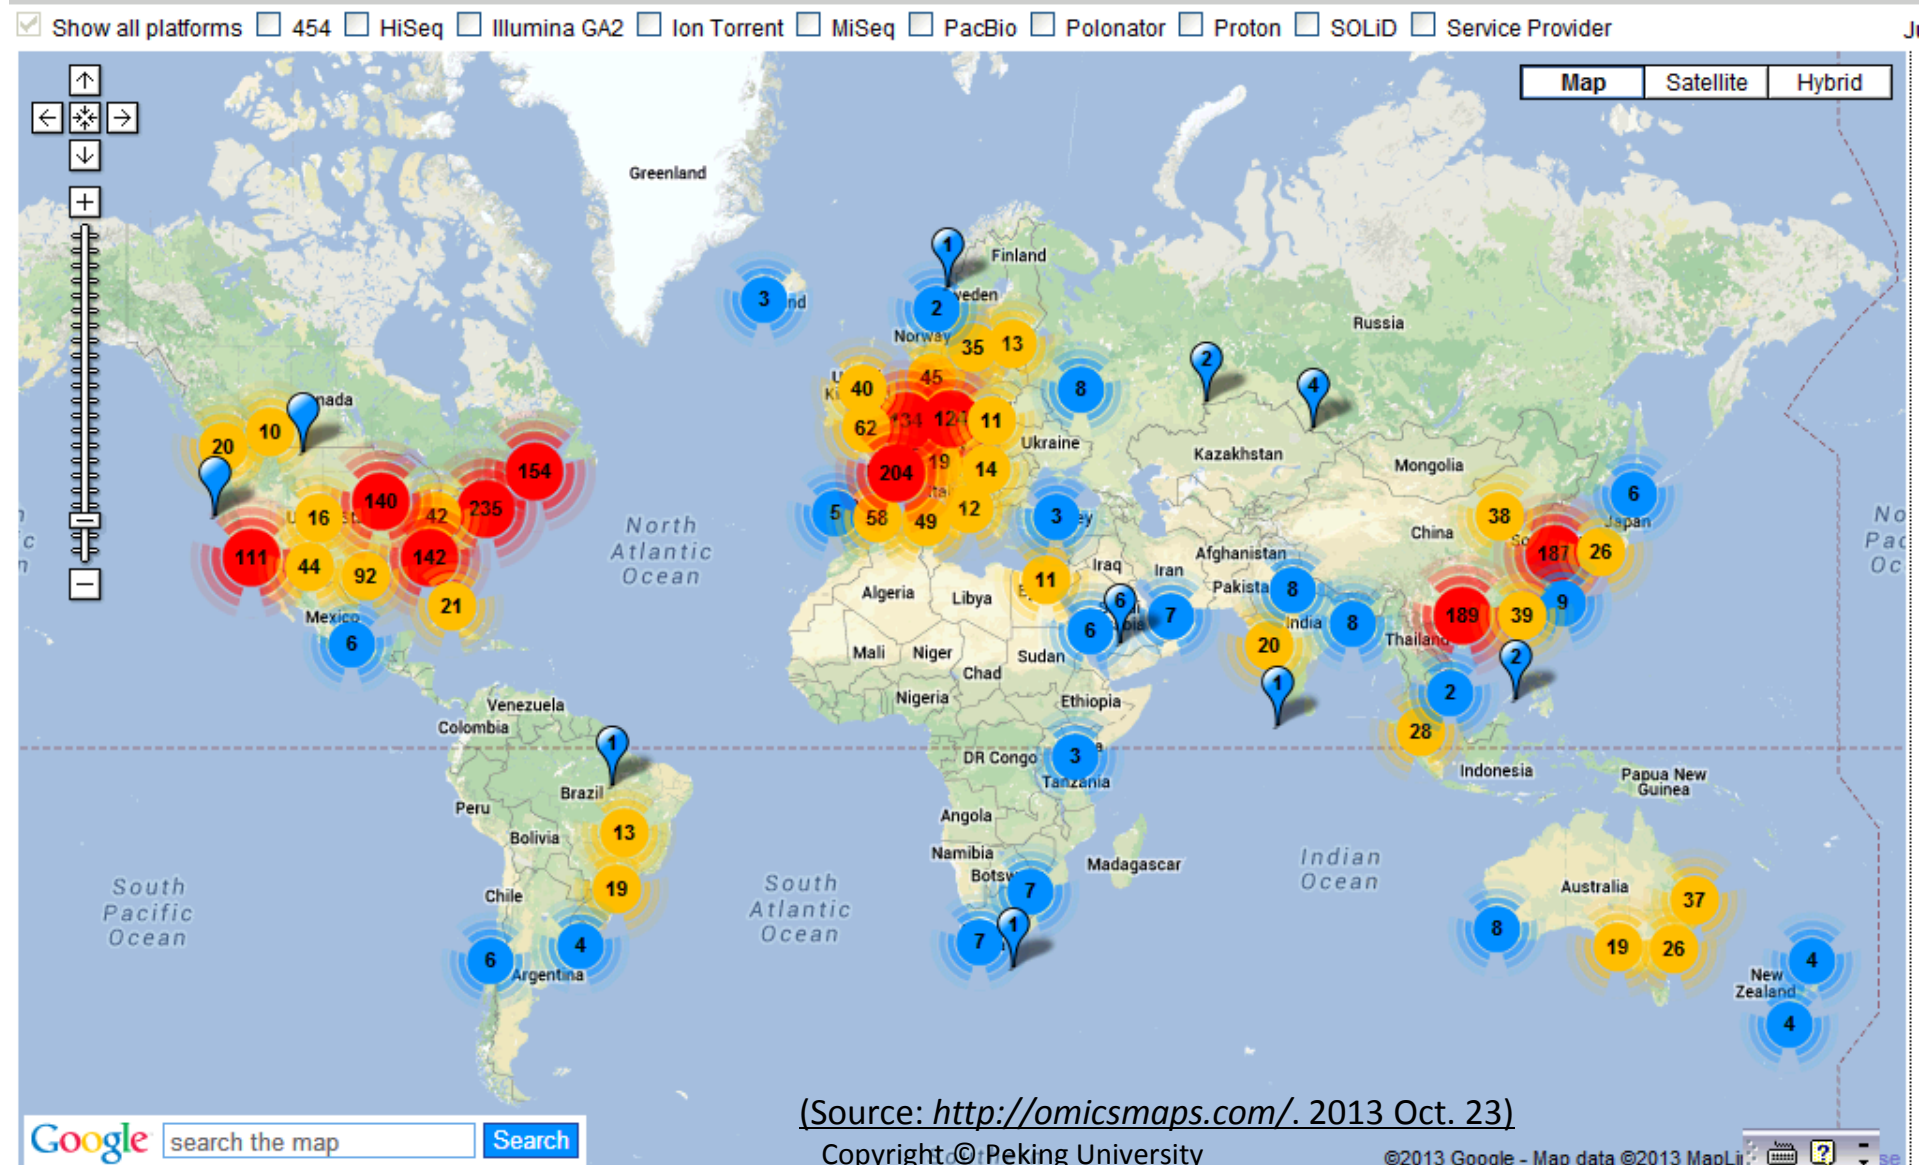 Show all platforms 454 HiSeq Illumina GA2 Ion Torrent MiSeq PacBio Polonator Proton SOLiD Service Provider
Map Satellite Hybrid
Greenland
1
Finland
3
2
Norway
35
13
Russia
2
40
45
8
4
20
10
62
124
11
Ukraine
Kazakhstan
Mongolia
154
204
19
14
140
16
42
235
5
58
49
12
3
6
Japan
38
China
North
Atlantic
Ocean
111
44
92
142
21
Mexico
6
187
26
Afghanistan
Iraq
Iran
11
Algeria
Libya
6
6
7
8
India
8
189
39
9
Thailand
Mali
Niger
Sudan
Chad
20
2
1
2
Nigeria
Ethiopia
Venezuela
Colombia
28
1
DR Congo
3
Tanzania
Indonesia
Papua New
Guinea
Brazil
Peru
Angola
13
Bolivia
Namibia
Madagascar
Indian
Ocean
7
19
Chile
South
Pacific
Ocean
South
Atlantic
Ocean
Australia
37
8
19
26
7
1
6
4
Argentina
4
New
Zealand
4
(Source: http://omicsmaps.com/. 2013 Oct. 23)
Google search the map Search
Copyright © Peking University
©2013 Google - Map data ©2013